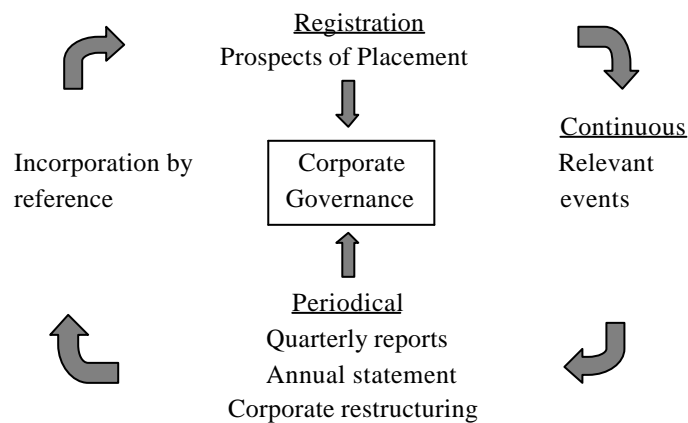 Registration
Prospects of Placement
Continuous
Relevant
events
Incorporation by
reference
Corporate
Governance
Periodical
Quarterly reports
Annual statement
Corporate restructuring